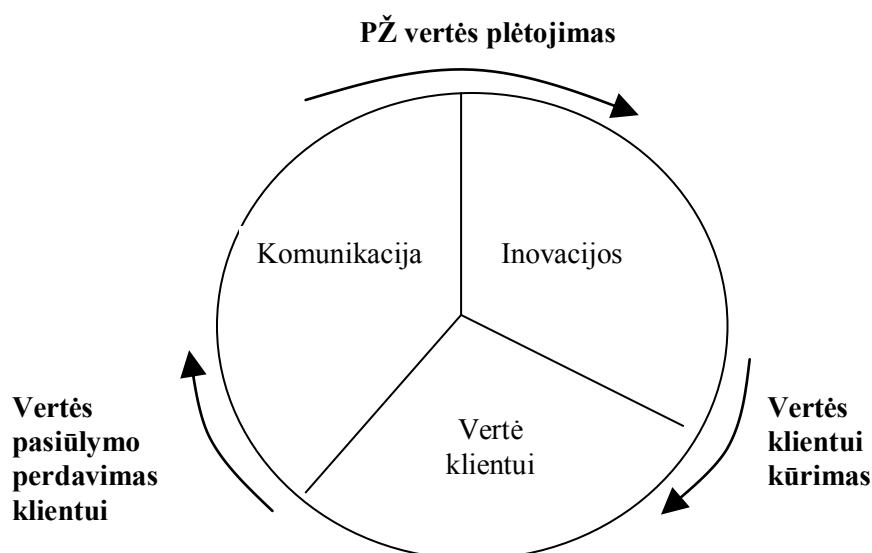 PŽ vertės plėtojimas
Komunikacija
Inovacijos
Vertė
klientui
Vertės
pasiūlymo
perdavimas
klientui
Vertės
klientui
kūrimas